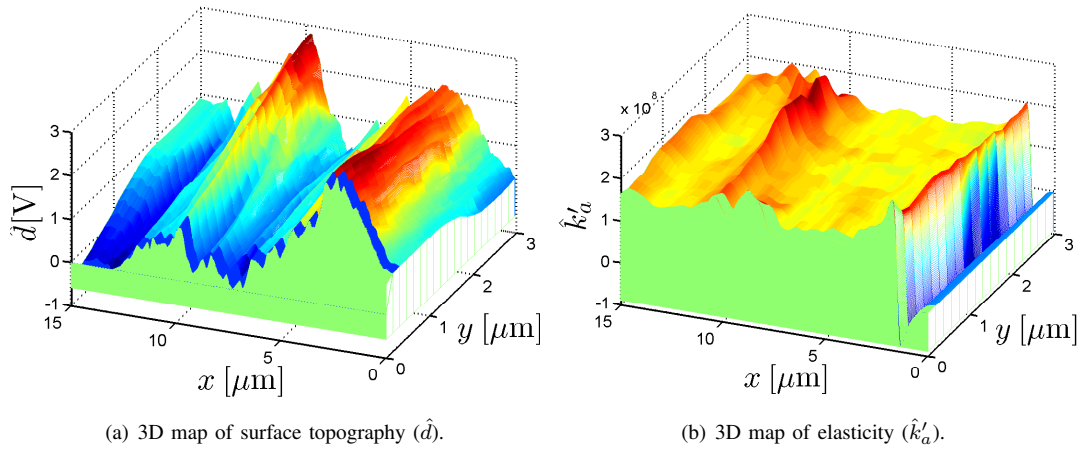 3
2
1
0
-1
d̂[V]
15
10
5
0
x [μm]
0
1
2
3
y [μm]
(a) 3D map of surface topography (d̂).
x 10⁸
3
2
1
0
-1
k̂′ₐ
15
10
5
0
x [μm]
0
1
2
3
y [μm]
(b) 3D map of elasticity (k̂′ₐ).